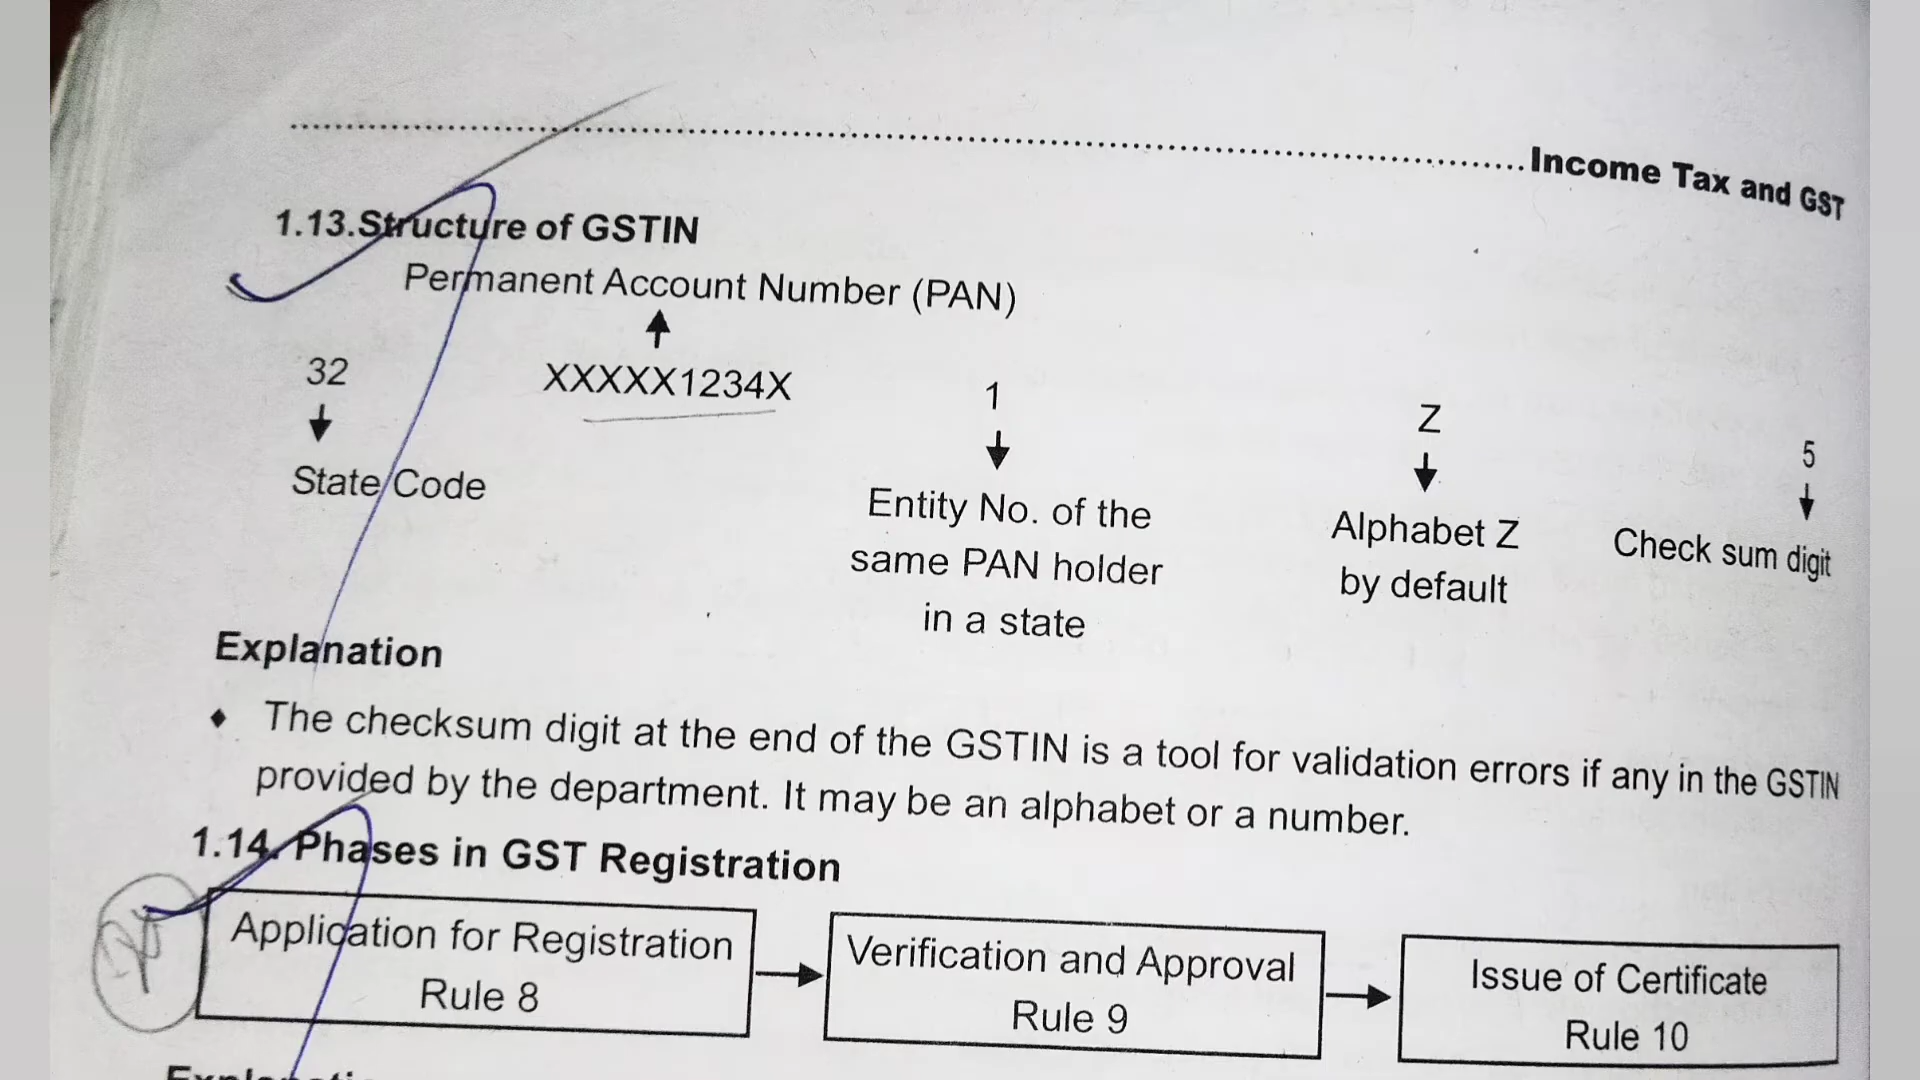 Income Tax and GST
1.13.Structure of GSTIN
Permanent Account Number (PAN)
32 XXXXX1234X 1 Z 5
State Code
Entity No. of the
same PAN holder
in a state
Alphabet Z
by default
Check sum digit
Explanation
The checksum digit at the end of the GSTIN is a tool for validation errors if any in the GSTIN
provided by the department. It may be an alphabet or a number.
1.14. Phases in GST Registration
Application for Registration
Rule 8
Verification and Approval
Rule 9
Issue of Certificate
Rule 10